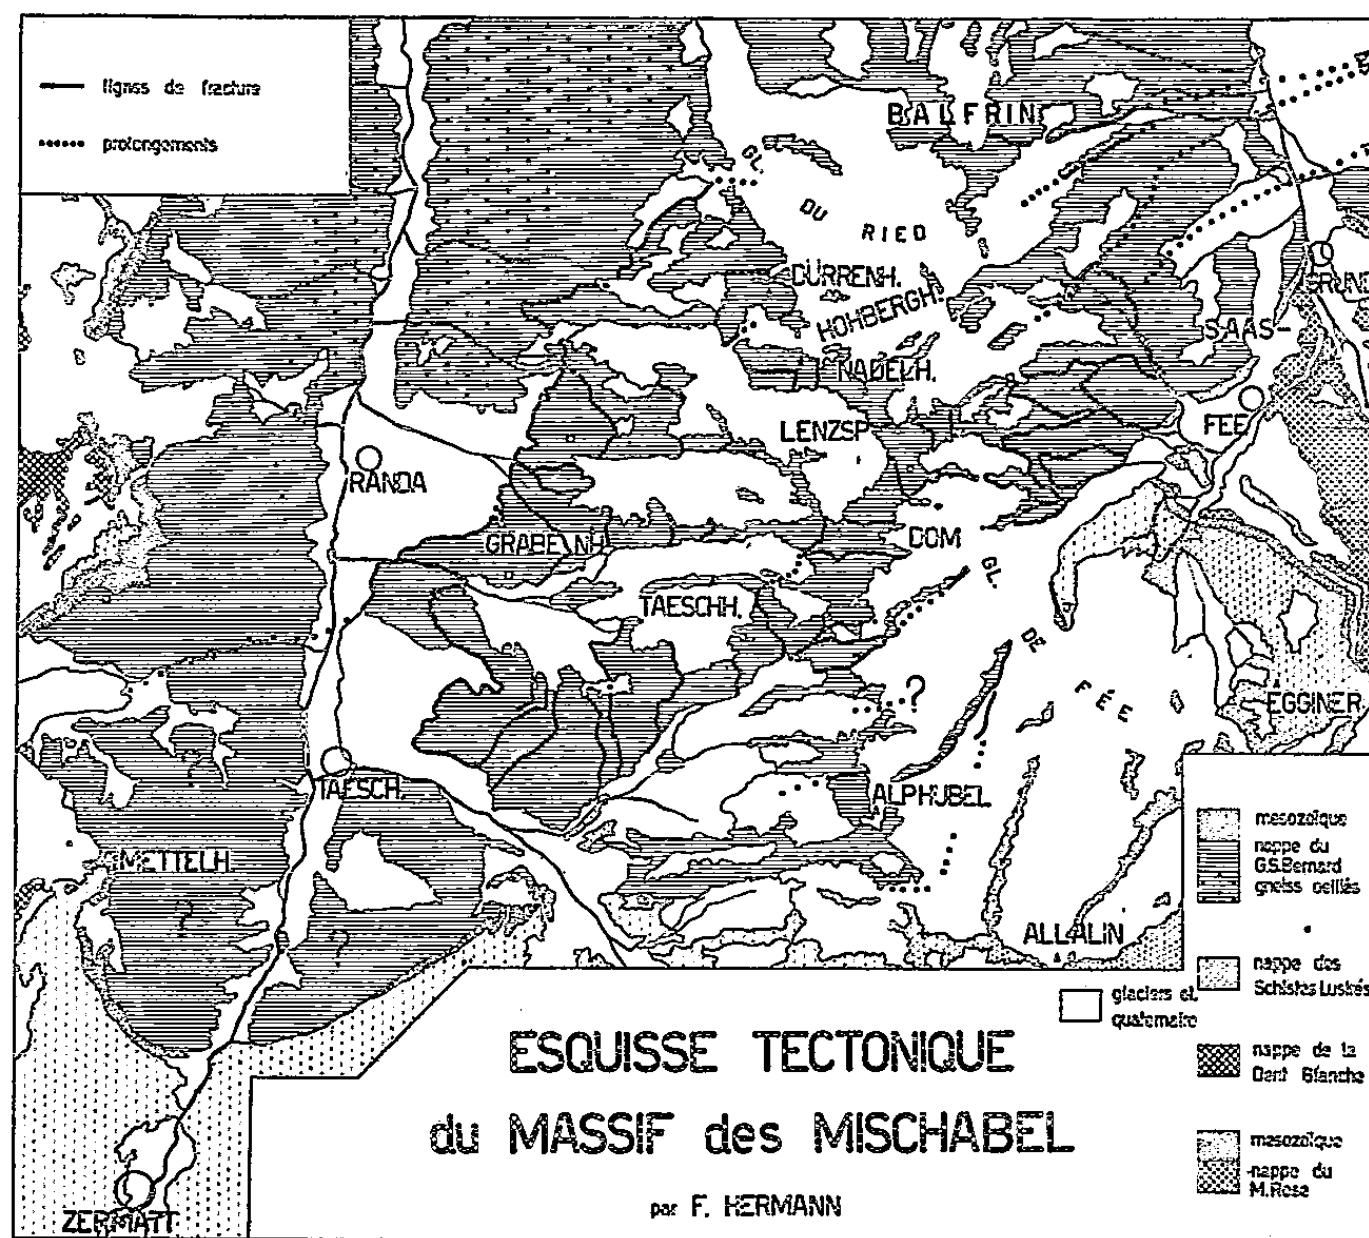 lignes de fracture
prolongements
BALFRIN
GL.
DU
RIED
DÜRRENH.
HOHBERGH.
NADELH.
LENZSP.
GRUND
SAAS-
FEE
RANDA
GRABENH.
DOM
TAESCHH.
GL.
DE
FÉE
?
EGGINER
TAESCH.
ALPHUBEL
METTELH.
?
?
?
ALLALIN
ZERMATT
mesozoïque
nappe du
G.S.Bernard
gneiss oeillés
nappe des
Schistes Lustrés
glaciers et
quaternaire
nappe de la
Dent Blanche
mesozoïque
nappe du
M.Rosa
ESQUISSE TECTONIQUE
du MASSIF des MISCHABEL
par F. HERMANN